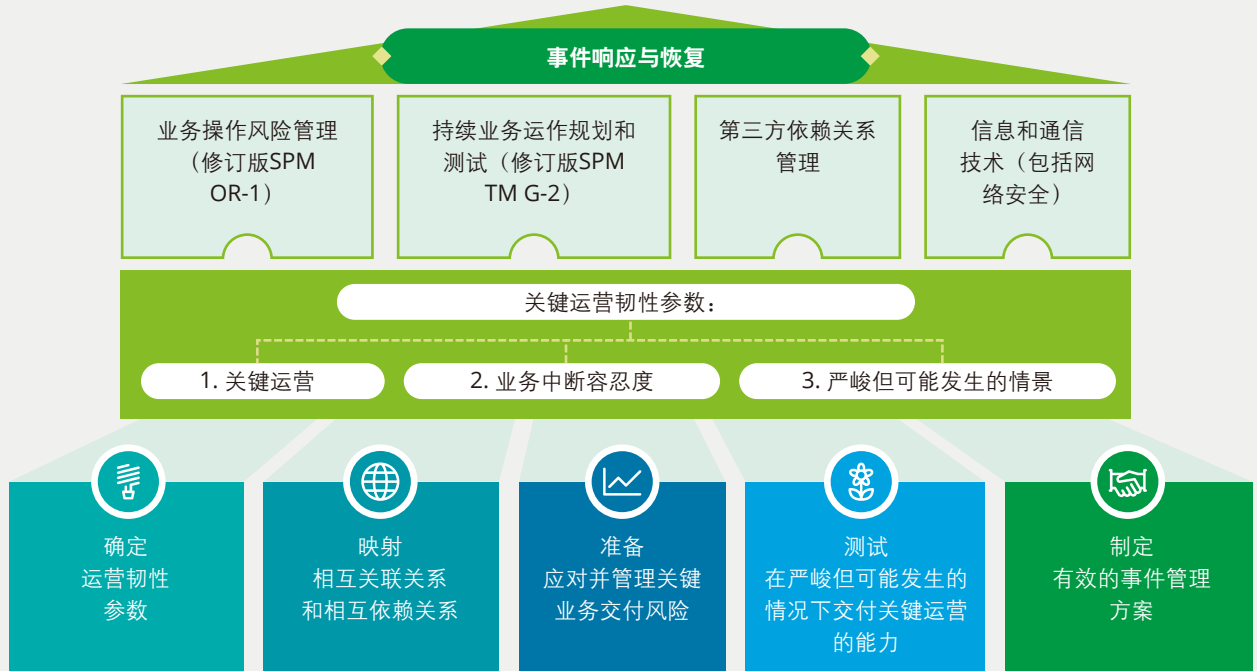 事件响应与恢复
业务操作风险管理
（修订版SPM
OR-1）
持续业务运作规划和
测试（修订版SPM
TM G-2）
第三方依赖关系
管理
信息和通信
技术（包括网
络安全）
关键运营韧性参数：
1. 关键运营
2. 业务中断容忍度
3. 严峻但可能发生的情景
确定
运营韧性
参数
映射
相互关联关系
和相互依赖关系
准备
应对并管理关键
业务交付风险
测试
在严峻但可能发生的
情况下交付关键运营
的能力
制定
有效的事件管理
方案